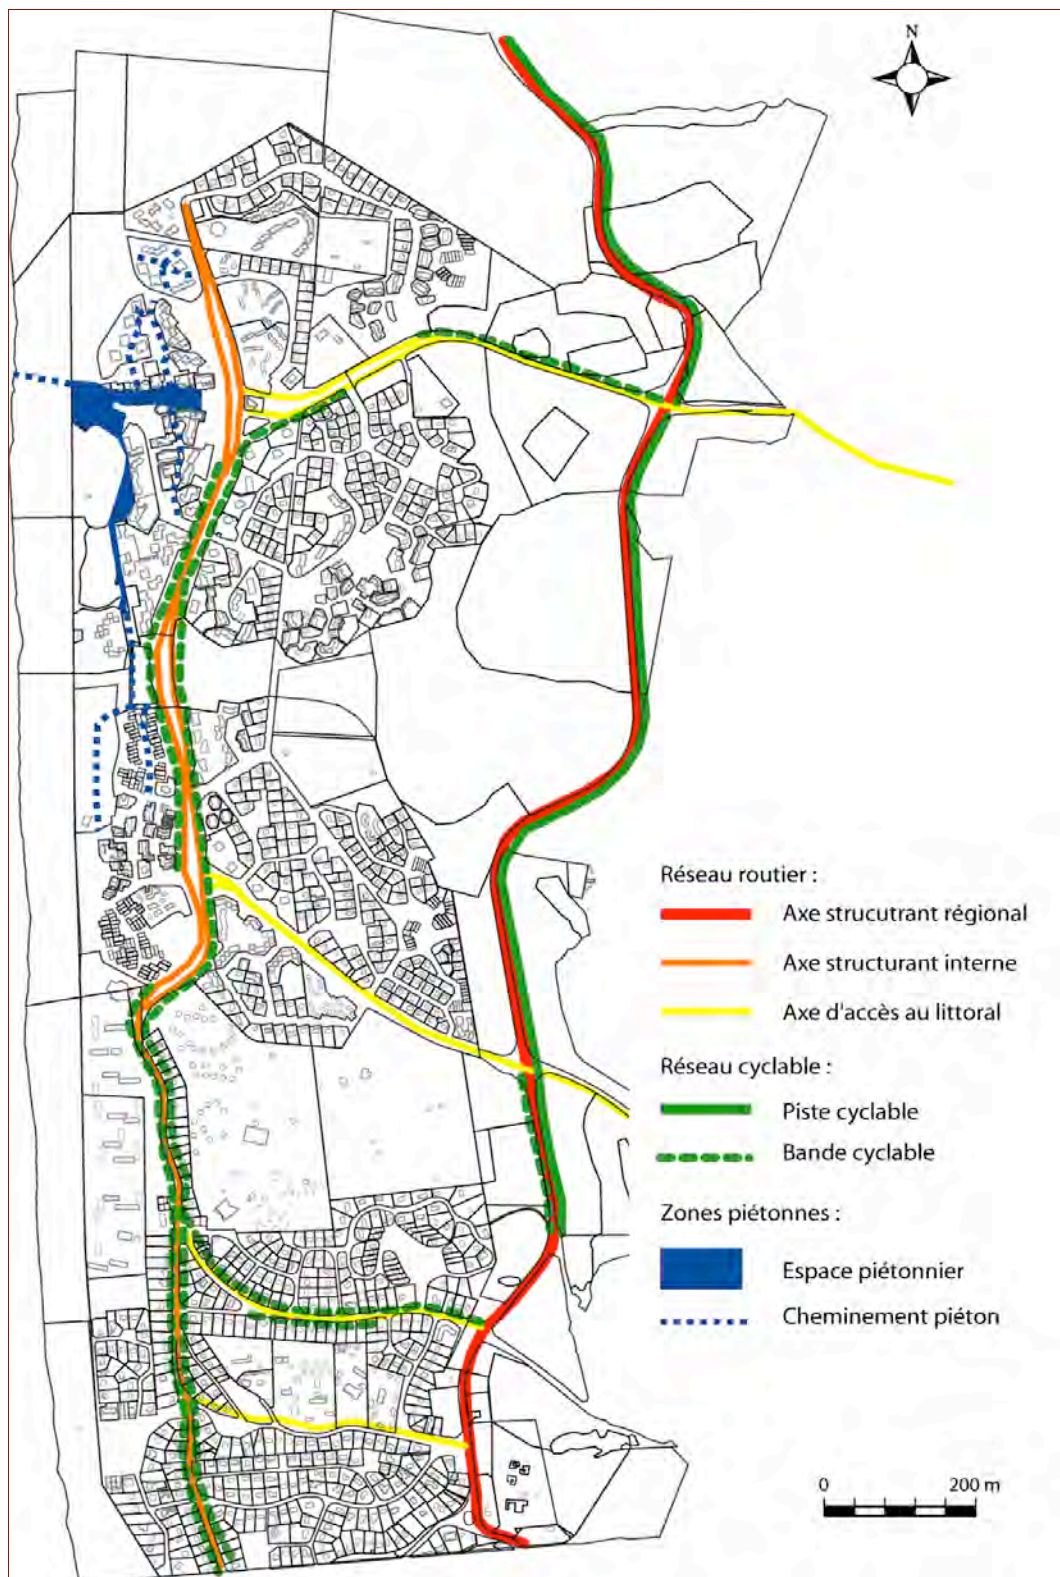 N
Réseau routier :
Axe strucutrant régional
Axe structurant interne
Axe d'accès au littoral
Réseau cyclable :
Piste cyclable
Bande cyclable
Zones piétonnes :
Espace piétonnier
Cheminement piéton
0 200 m